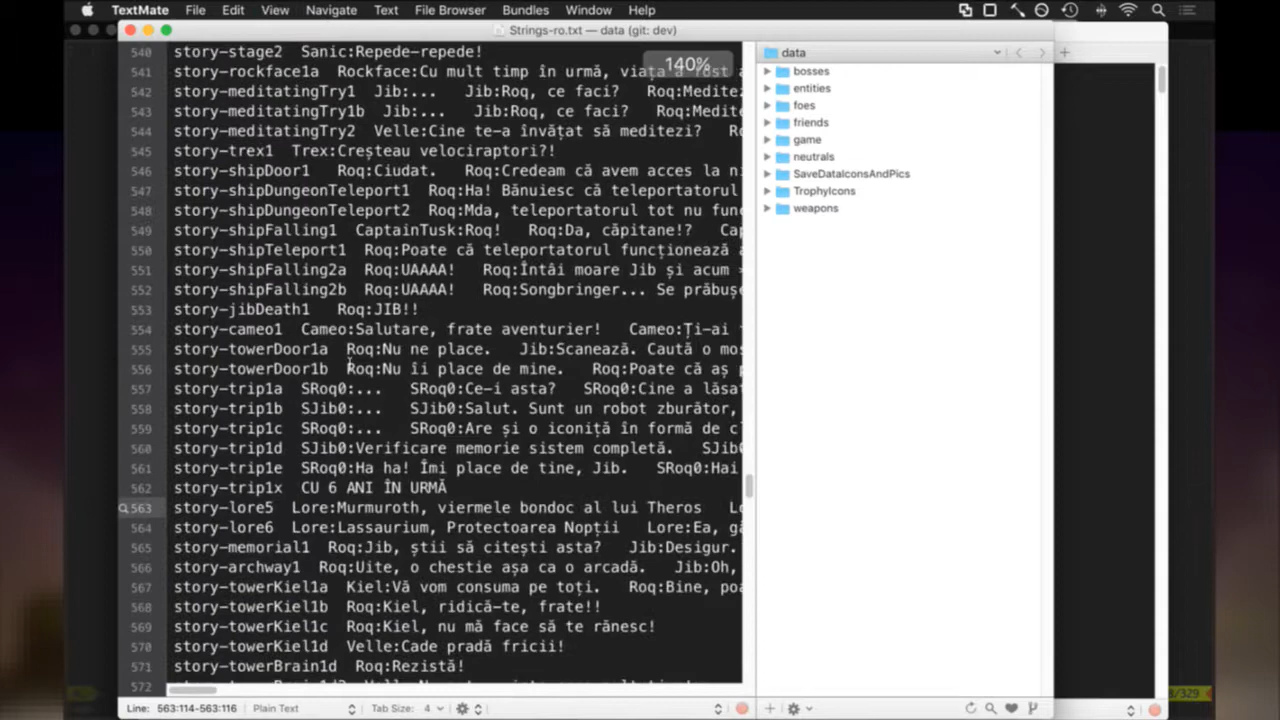 TextMate File Edit View Navigate Text File Browser Bundles Window Help
Strings-ro.txt — data (git: dev)
140%
540 story-stage2 Sanic:Repede-repede!
541 story-rockface1a Rockface:Cu mult timp în urmă, viața a fost a
542 story-meditatingTry1 Jib:... Jib:Roq, ce faci? Roq:Meditez
543 story-meditatingTry1b Jib:... Jib:Roq, ce faci? Roq:Medite
544 story-meditatingTry2 Velle:Cine te-a învățat să meditezi? Ro
545 story-trex1 Trex:Creșteau velociraptori?!
546 story-shipDoor1 Roq:Ciudat. Roq:Credeam că avem acces la ni
547 story-shipDungeonTeleport1 Roq:Ha! Bănuiesc că teleportatorul
548 story-shipDungeonTeleport2 Roq:Mda, teleportatorul tot nu func
549 story-shipFalling1 CaptainTusk:Roq! Roq:Da, căpitane!? Cap
550 story-shipTeleport1 Roq:Poate că teleportatorul funcționează a
551 story-shipFalling2a Roq:UAAAA! Roq:Întâi moare Jib și acum
552 story-shipFalling2b Roq:UAAAA! Roq:Songbringer... Se prăbușe
553 story-jibDeath1 Roq:JIB!!
554 story-cameo1 Cameo:Salutare, frate aventurier! Cameo:Ți-ai
555 story-towerDoor1a Roq:Nu ne place. Jib:Scanează. Caută o mos
556 story-towerDoor1b Roq:Nu îi place de mine. Roq:Poate că aș p
557 story-trip1a SRoq0:... SRoq0:Ce-i asta? SRoq0:Cine a lăsat
558 story-trip1b SJib0:... SJib0:Salut. Sunt un robot zburător,
559 story-trip1c SRoq0:... SRoq0:Are și o iconiță în formă de cl
560 story-trip1d SJib0:Verificare memorie sistem completă. SJib0
561 story-trip1e SRoq0:Ha ha! Îmi place de tine, Jib. SRoq0:Hai
562 story-trip1x CU 6 ANI ÎN URMĂ
563 story-lore5 Lore:Murmuroth, viermele bondoc al lui Theros Lo
564 story-lore6 Lore:Lassaurium, Protectoarea Nopții Lore:Ea, gă
565 story-memorial1 Roq:Jib, știi să citești asta? Jib:Desigur.
566 story-archway1 Roq:Uite, o chestie așa ca o arcadă. Jib:Oh,
567 story-towerKiel1a Kiel:Vă vom consuma pe toți. Roq:Bine, poa
568 story-towerKiel1b Roq:Kiel, ridică-te, frate!!
569 story-towerKiel1c Roq:Kiel, nu mă face să te rănesc!
570 story-towerKiel1d Velle:Cade pradă fricii!
571 story-towerBrain1d Roq:Rezistă!
572
data
bosses
entities
foes
friends
game
neutrals
SaveDataIconsAndPics
TrophyIcons
weapons
Line: 563:114-563:116 Plain Text Tab Size: 4
8/329